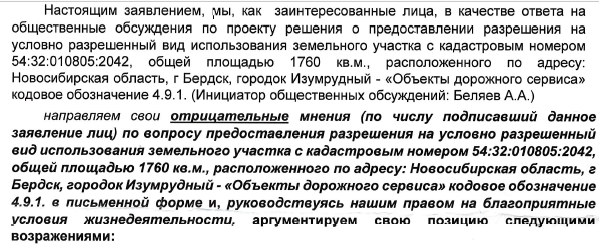 Настоящим заявлением, мы, как заинтересованные лица, в качестве ответа на
общественные обсуждения по проекту решения о предоставлении разрешения на
условно разрешенный вид использования земельного участка с кадастровым номером
54:32:010805:2042, общей площадью 1760 кв.м., расположенного по адресу:
Новосибирская область, г Бердск, городок Изумрудный - «Объекты дорожного сервиса»
кодовое обозначение 4.9.1. (Инициатор общественных обсуждений: Беляев А.А.)
направляем свои отрицательные мнения (по числу подписавший данное
заявление лиц) по вопросу предоставления разрешения на условно разрешенный
вид использования земельного участка с кадастровым номером 54:32:010805:2042,
общей площадью 1760 кв.м., расположенного по адресу: Новосибирская область, г
Бердск, городок Изумрудный - «Объекты дорожного сервиса» кодовое обозначение
4.9.1. в письменной форме и, руководствуясь нашим правом на благоприятные
условия жизнедеятельности, аргументируем свою позицию следующими
возражениями: